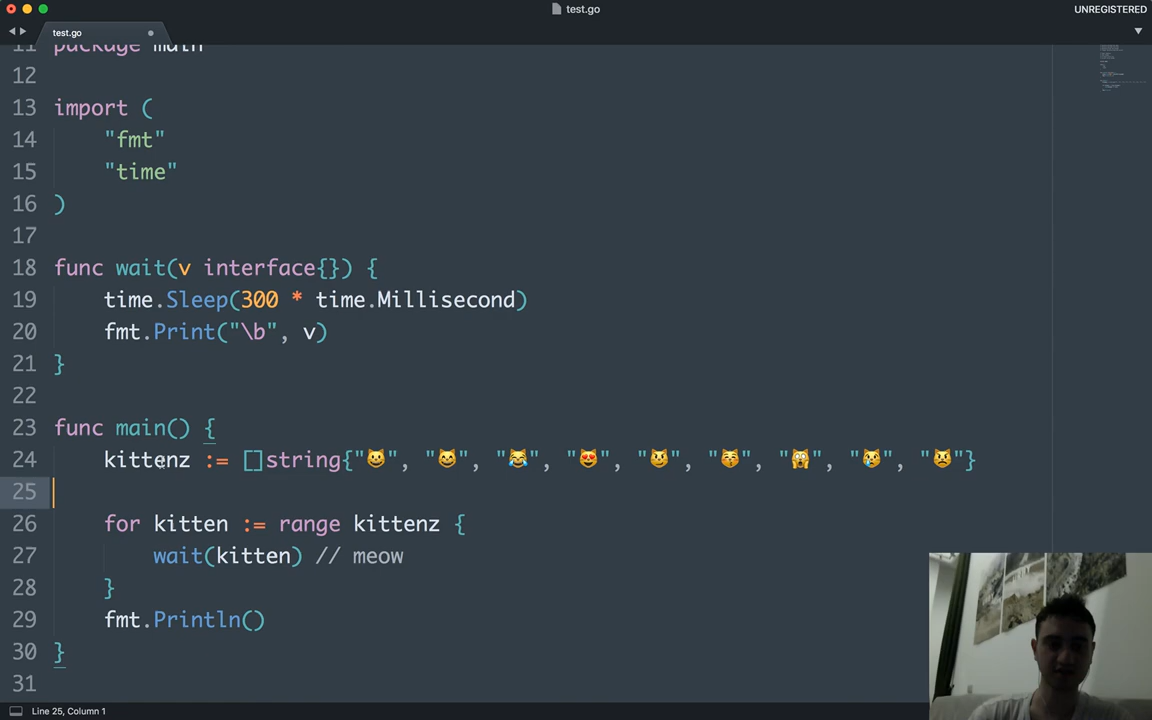 test.go
UNREGISTERED
test.go
11 package main
12
13 import (
14 "fmt"
15 "time"
16 )
17
18 func wait(v interface{}) {
19 time.Sleep(300 * time.Millisecond)
20 fmt.Print("\b", v)
21 }
22
23 func main() {
24 kittenz := []string{"😺", "😸", "😹", "😻", "😼", "😽", "🙀", "😿", "😾"}
25
26 for kitten := range kittenz {
27 wait(kitten) // meow
28 }
29 fmt.Println()
30 }
31
Line 25, Column 1